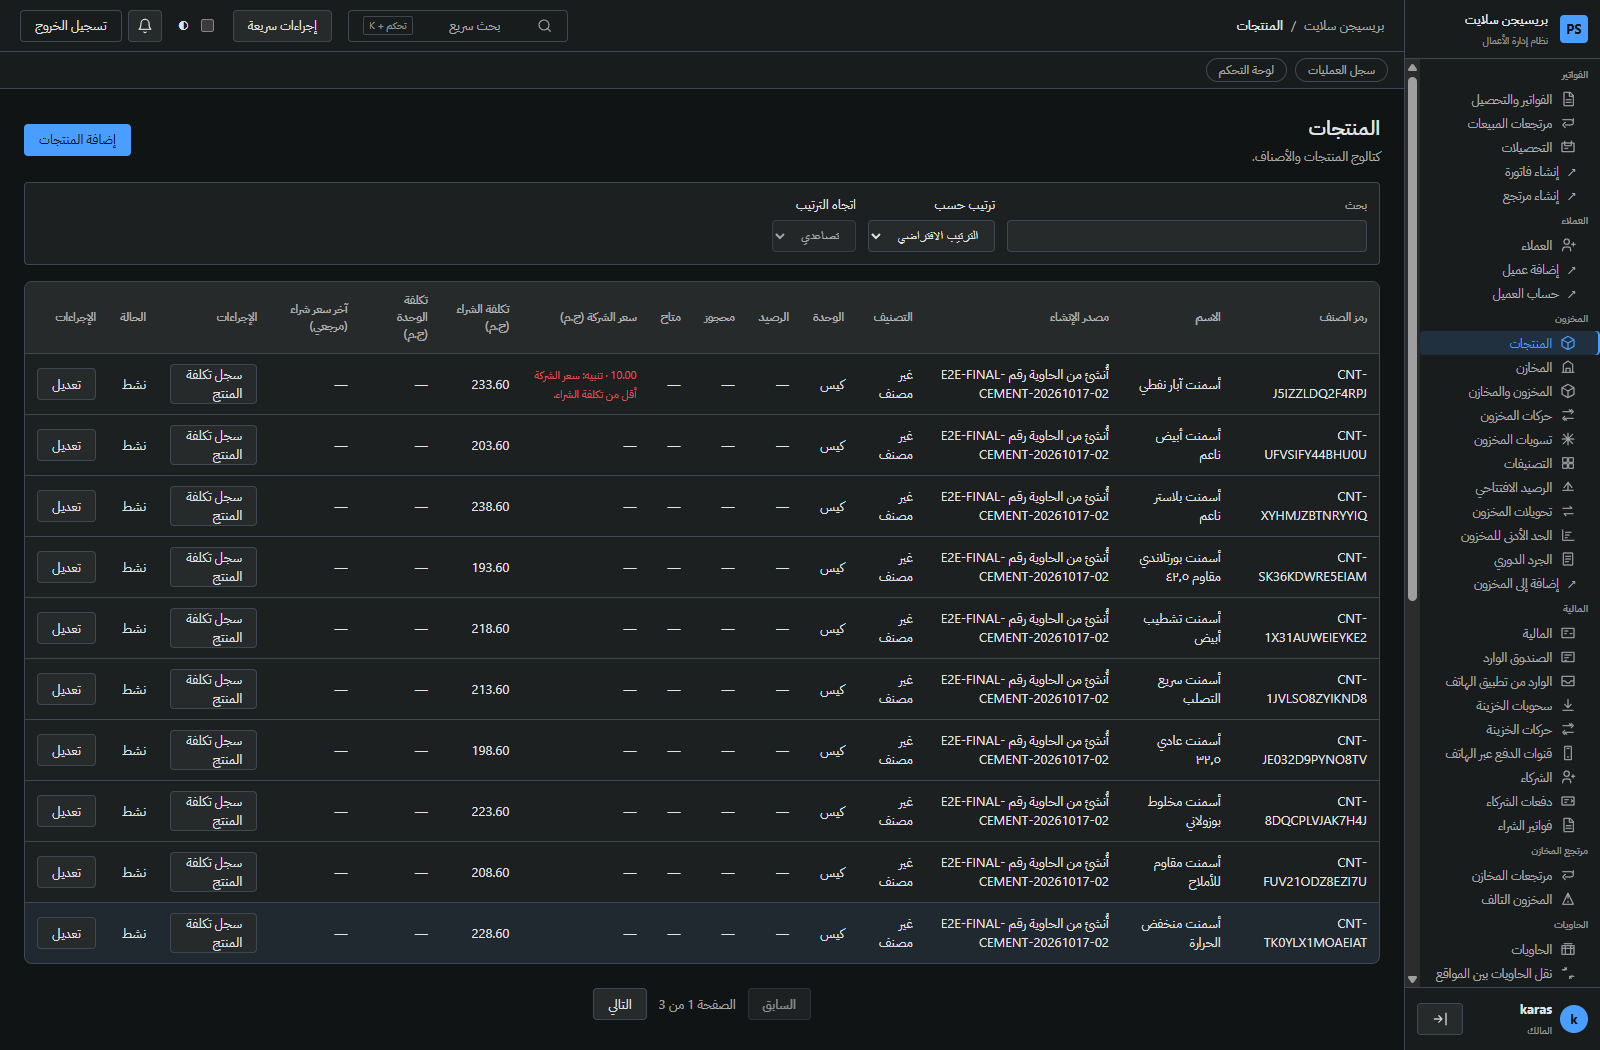 PS
بريسيجن سلايت
نظام إدارة الأعمال
بريسيجن سلايت / المنتجات
بحث سريع
تحكم + K
إجراءات سريعة
تسجيل الخروج
سجل العمليات
لوحة التحكم
الفواتير
الفواتير والتحصيل
مرتجعات المبيعات
التحصيلات
إنشاء فاتورة
إنشاء مرتجع
العملاء
العملاء
إضافة عميل
حساب العميل
المخزون
المنتجات
المخازن
المخزون والمخازن
حركات المخزون
تسويات المخزون
التصنيفات
الرصيد الافتتاحي
تحويلات المخزون
الحد الأدنى للمخزون
الجرد الدوري
إضافة إلى المخزون
المالية
المالية
الصندوق الوارد
الوارد من تطبيق الهاتف
سحوبات الخزينة
حركات الخزينة
قنوات الدفع عبر الهاتف
الشركاء
دفعات الشركاء
فواتير الشراء
مرتجع المخازن
مرتجعات المخازن
المخزون التالف
الحاويات
الحاويات
نقل الحاويات بين المواقع
karas
المالك
k
المنتجات
كتالوج المنتجات والأصناف.
إضافة المنتجات
بحث
ترتيب حسب
اتجاه الترتيب
الترتيب الافتراضي
تصاعدي
رمز الصنف
الاسم
مصدر الإنشاء
التصنيف
الوحدة
الرصيد
محجوز
متاح
سعر الشركة (ج.م)
تكلفة الشراء
(ج.م)
تكلفة
الوحدة
(ج.م)
آخر سعر شراء
(مرجعي)
الإجراءات
الحالة
الإجراءات
CNT-
J5IZZLDQ2F4RPJ
أسمنت آبار نفطي
أُنشئ من الحاوية رقم E2E-FINAL-
CEMENT-20261017-02
غير
مصنف
كيس
—
—
—
10.00 · تنبيه: سعر الشركة
أقل من تكلفة الشراء.
233.60
—
—
سجل تكلفة
المنتج
نشط
تعديل
CNT-
UFVSIFY44BHU0U
أسمنت أبيض
ناعم
أُنشئ من الحاوية رقم E2E-FINAL-
CEMENT-20261017-02
غير
مصنف
كيس
—
—
—
—
203.60
—
—
سجل تكلفة
المنتج
نشط
تعديل
CNT-
XYHMJZBTNRYYIQ
أسمنت بلاستر
ناعم
أُنشئ من الحاوية رقم E2E-FINAL-
CEMENT-20261017-02
غير
مصنف
كيس
—
—
—
—
238.60
—
—
سجل تكلفة
المنتج
نشط
تعديل
CNT-
SK36KDWRE5EIAM
أسمنت بورتلاندي
مقاوم ٤٢,٥
أُنشئ من الحاوية رقم E2E-FINAL-
CEMENT-20261017-02
غير
مصنف
كيس
—
—
—
—
193.60
—
—
سجل تكلفة
المنتج
نشط
تعديل
CNT-
1X31AUWEIEYKE2
أسمنت تشطيب
أبيض
أُنشئ من الحاوية رقم E2E-FINAL-
CEMENT-20261017-02
غير
مصنف
كيس
—
—
—
—
218.60
—
—
سجل تكلفة
المنتج
نشط
تعديل
CNT-
1JVLSO8ZYIKND8
أسمنت سريع
التصلب
أُنشئ من الحاوية رقم E2E-FINAL-
CEMENT-20261017-02
غير
مصنف
كيس
—
—
—
—
213.60
—
—
سجل تكلفة
المنتج
نشط
تعديل
CNT-
JE032D9PYNO8TV
أسمنت عادي
٣٢,٥
أُنشئ من الحاوية رقم E2E-FINAL-
CEMENT-20261017-02
غير
مصنف
كيس
—
—
—
—
198.60
—
—
سجل تكلفة
المنتج
نشط
تعديل
CNT-
8DQCPLVJAK7H4J
أسمنت مخلوط
بوزولاني
أُنشئ من الحاوية رقم E2E-FINAL-
CEMENT-20261017-02
غير
مصنف
كيس
—
—
—
—
223.60
—
—
سجل تكلفة
المنتج
نشط
تعديل
CNT-
FUV21ODZ8EZI7U
أسمنت مقاوم
للأملاح
أُنشئ من الحاوية رقم E2E-FINAL-
CEMENT-20261017-02
غير
مصنف
كيس
—
—
—
—
208.60
—
—
سجل تكلفة
المنتج
نشط
تعديل
CNT-
TK0YLX1MOAEIAT
أسمنت منخفض
الحرارة
أُنشئ من الحاوية رقم E2E-FINAL-
CEMENT-20261017-02
غير
مصنف
كيس
—
—
—
—
228.60
—
—
سجل تكلفة
المنتج
نشط
تعديل
السابق
الصفحة 1 من 3
التالي